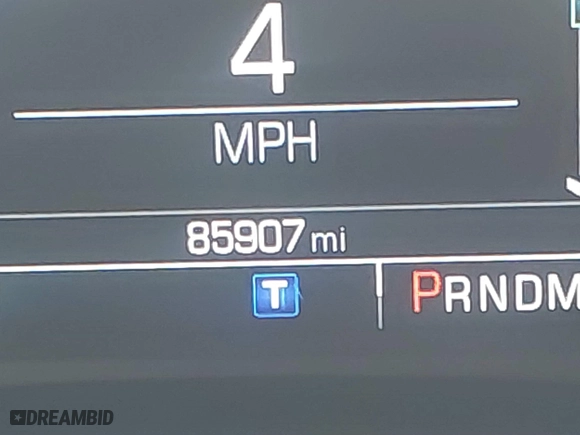 4
MPH
85907 mi
T
PRNDM
DREAMBID